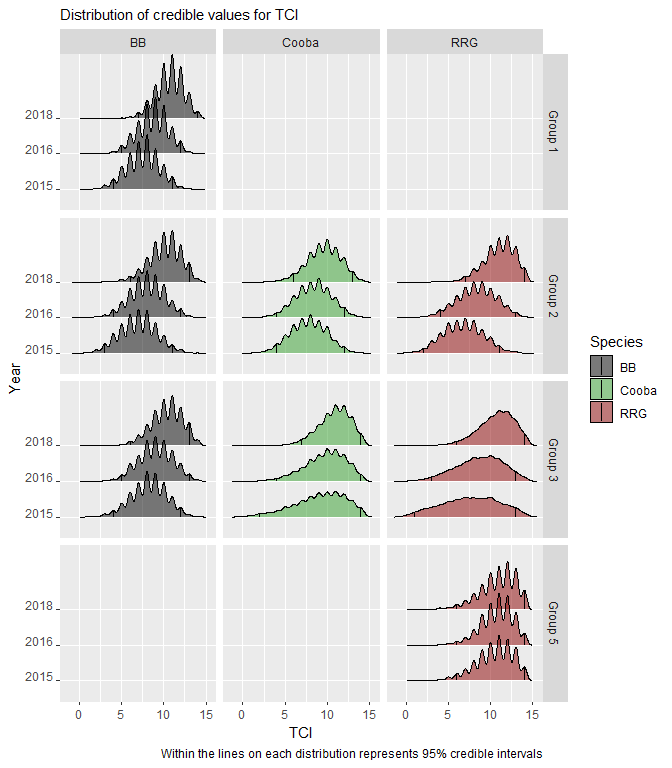 Distribution of credible values for TCI
BB Cooba RRG
2018
2016
2015
Group 1
2018
2016
2015
Group 2
2018
2016
2015
Group 3
2018
2016
2015
Group 5
Year
0 5 10 15 0 5 10 15 0 5 10 15
TCI
Within the lines on each distribution represents 95% credible intervals
Species
BB
Cooba
RRG